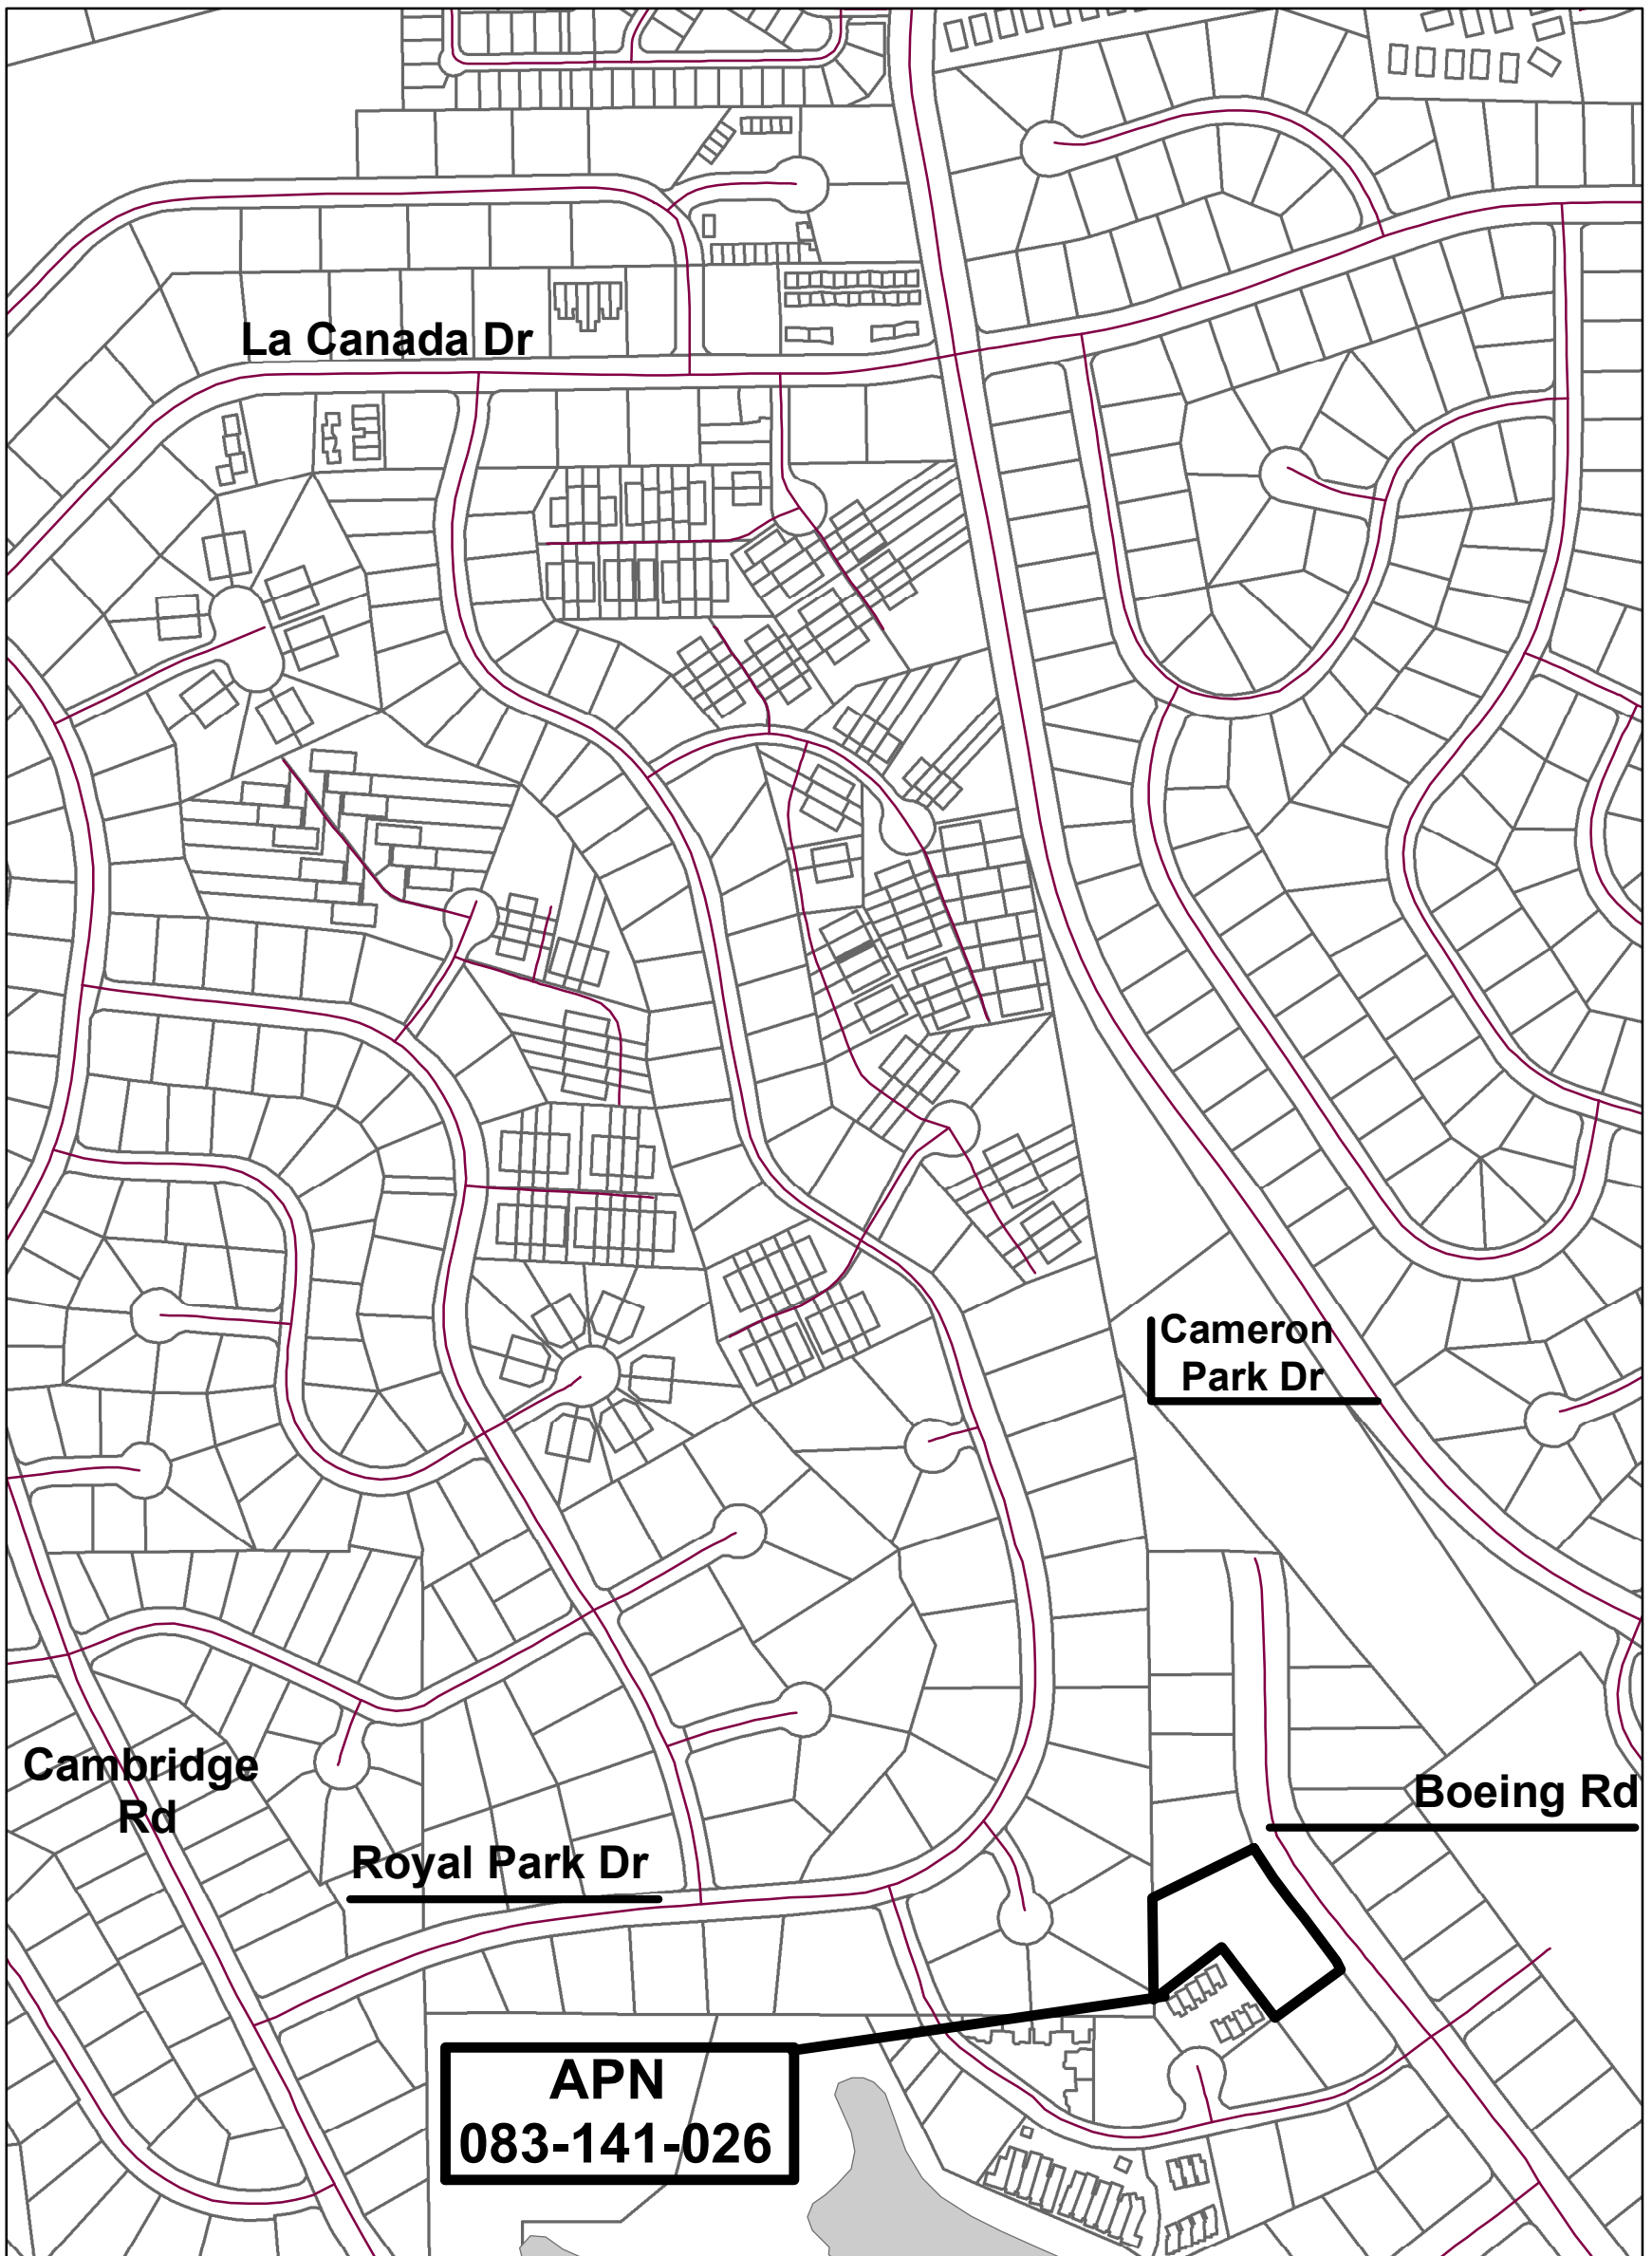 La Canada Dr
Cameron
Park Dr
Cambridge
Rd
Boeing Rd
Royal Park Dr
APN
083-141-026